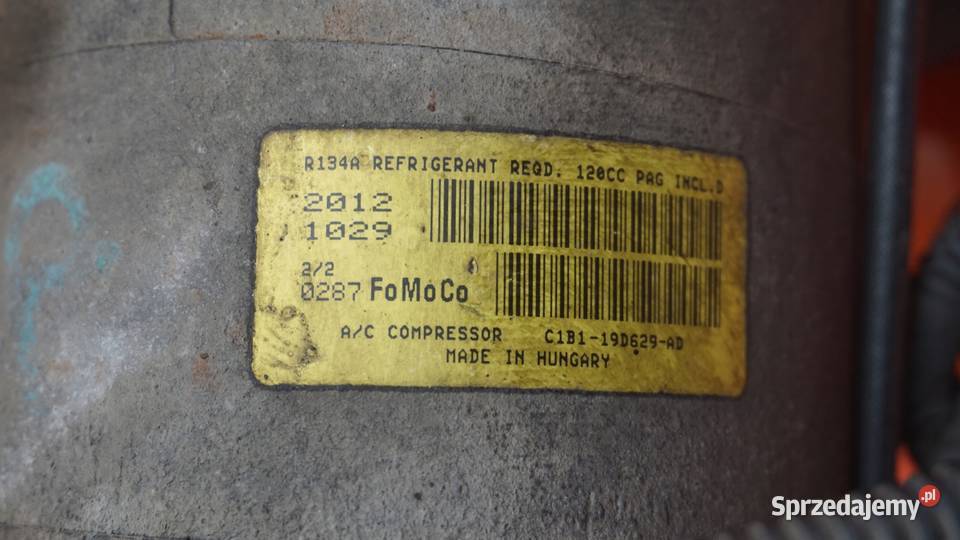 R134A REFRIGERANT REQD. 120CC PAG INCL.D
2012
1029
2/2
0287 FoMoCo
A/C COMPRESSOR C1B1-19D629-AD
MADE IN HUNGARY
Sprzedajemy.pl